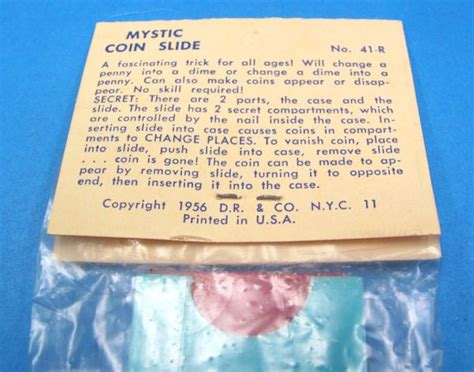 MYSTIC
COIN SLIDE No. 41-R
A fascinating trick for all ages! Will change a
penny into a dime or change a dime into a
penny. Can also make coins appear or disap-
pear. No skill required!
SECRET: There are 2 parts, the case and the
slide. The slide has 2 secret compartments, which
are controlled by the nail inside the case. In-
serting slide into case causes coins in compart-
ments to CHANGE PLACES. To vanish coin, place
into slide, push slide into case, remove slide
. . . coin is gone! The coin can be made to ap-
pear by removing slide, turning it to opposite
end, then inserting it into the case.
Copyright 1956 D.R. & CO. N.Y.C. 11
Printed in U.S.A.